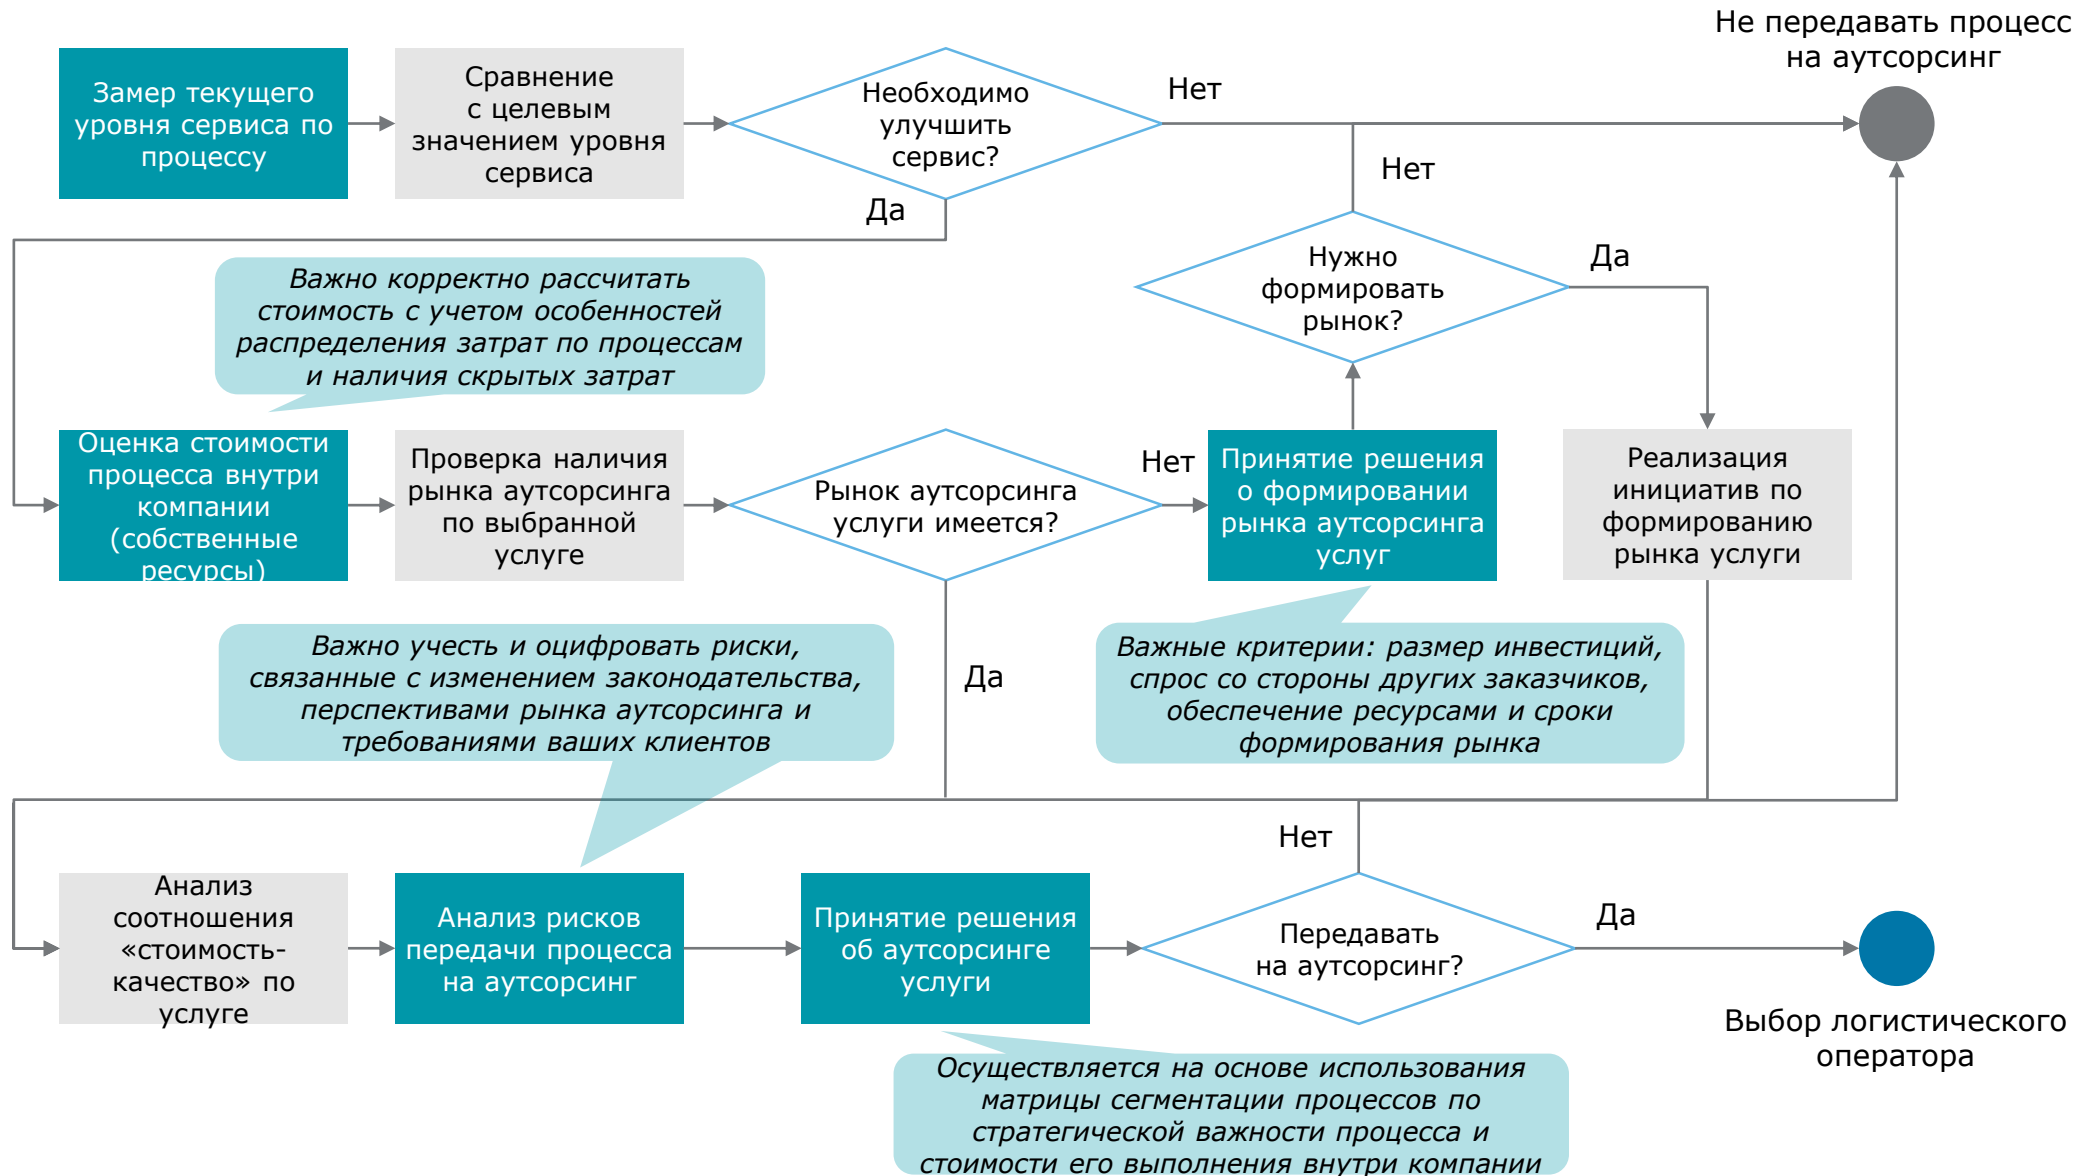 Не передавать процесс
на аутсорсинг
Замер текущего
уровня сервиса по
процессу
Сравнение
с целевым
значением уровня
сервиса
Необходимо
улучшить
сервис?
Нет
Да
Нет
Нужно
формировать
рынок?
Да
Важно корректно рассчитать
стоимость с учетом особенностей
распределения затрат по процессам
и наличия скрытых затрат
Оценка стоимости
процесса внутри
компании
(собственные
ресурсы)
Проверка наличия
рынка аутсорсинга
по выбранной
услуге
Рынок аутсорсинга
услуги имеется?
Нет
Принятие решения
о формировании
рынка аутсорсинга
услуг
Реализация
инициатив по
формированию
рынка услуги
Важно учесть и оцифровать риски,
связанные с изменением законодательства,
перспективами рынка аутсорсинга и
требованиями ваших клиентов
Да
Важные критерии: размер инвестиций,
спрос со стороны других заказчиков,
обеспечение ресурсами и сроки
формирования рынка
Нет
Анализ
соотношения
«стоимость-
качество» по
услуге
Анализ рисков
передачи процесса
на аутсорсинг
Принятие решения
об аутсорсинге
услуги
Передавать
на аутсорсинг?
Да
Выбор логистического
оператора
Осуществляется на основе использования
матрицы сегментации процессов по
стратегической важности процесса и
стоимости его выполнения внутри компании